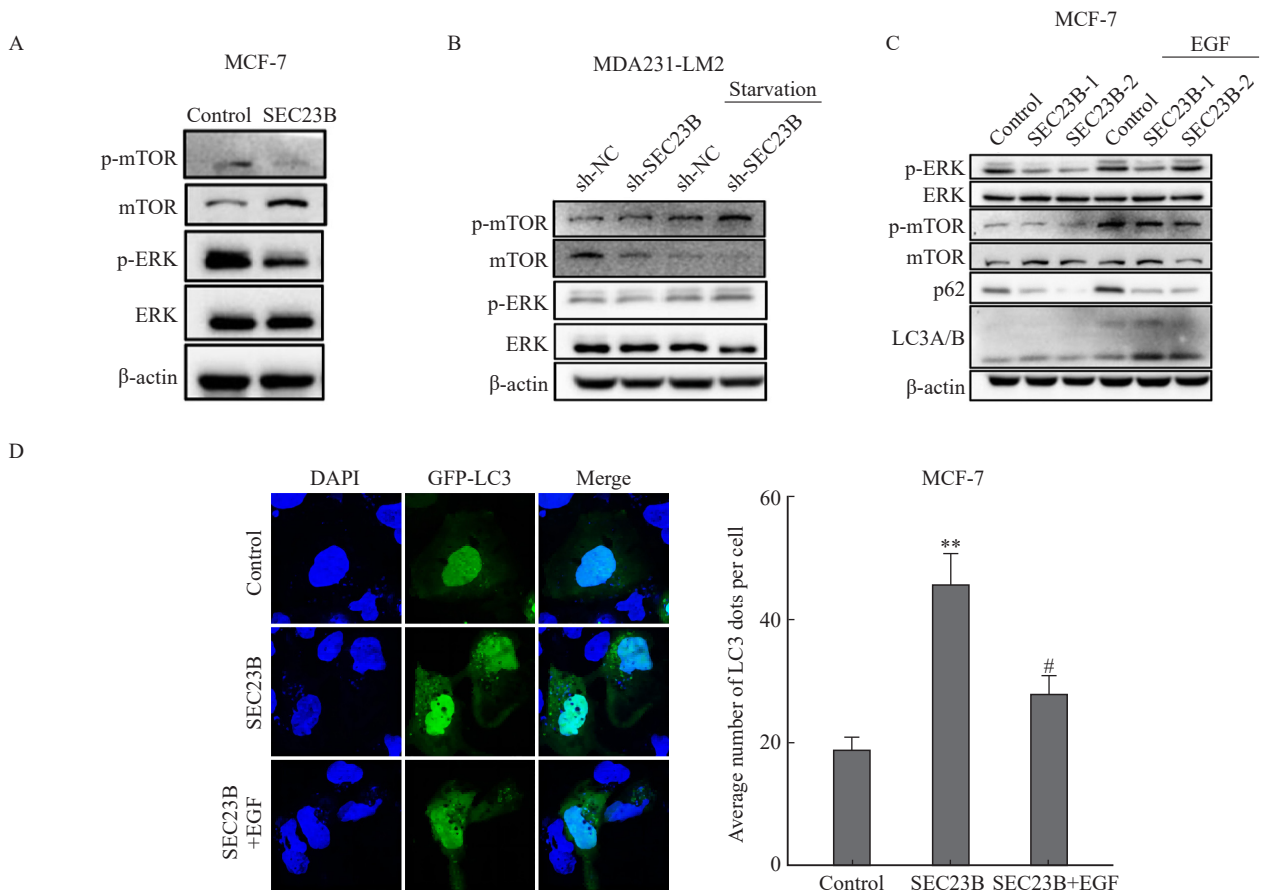 A
MCF-7
Control SEC23B
p-mTOR
mTOR
p-ERK
ERK
β-actin
B
MDA231-LM2
Starvation
sh-NC sh-SEC23B sh-NC sh-SEC23B
p-mTOR
mTOR
p-ERK
ERK
β-actin
C
MCF-7
EGF
Control SEC23B-1 SEC23B-2 Control SEC23B-1 SEC23B-2
p-ERK
ERK
p-mTOR
mTOR
p62
LC3A/B
β-actin
D
DAPI GFP-LC3 Merge
Control
SEC23B
SEC23B
+EGF
MCF-7
Average number of LC3 dots per cell
60
40
20
0
**
#
Control SEC23B SEC23B+EGF